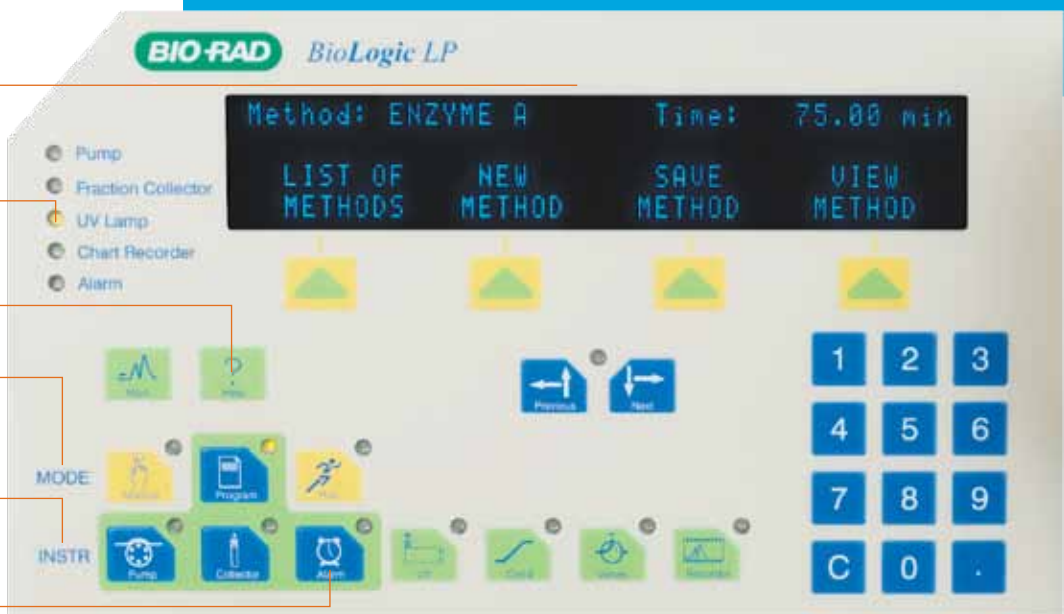 BIO-RAD BioLogic LP
Method: ENZYME A Time: 75.00 min
LIST OF METHODS
NEW METHOD
SAVE METHOD
VIEW METHOD
Pump
Fraction Collector
UV Lamp
Chart Recorder
Alarm
Mark
Help
Previous
Next
MODE
Program
INSTR
Pump
Collector
Alarm
1 2 3
4 5 6
7 8 9
C 0 .